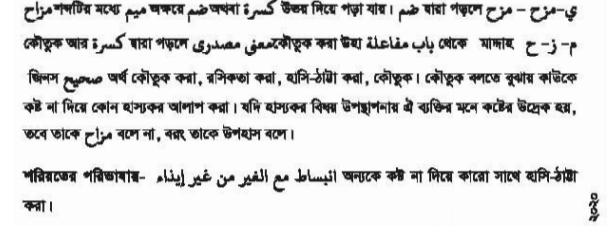 مزاح শব্দটির মধ্যে ميم অক্ষরে ضم অথবা كسرة উভয় দিয়ে পড়া যায়। ضم দ্বারা পড়লে ي-مزح – مزح
কৌতুক আর كسرة দ্বারা পড়লে معنى مصدرىকৌতুক করা উহা باب مفاعلة থেকে মাদ্দাহ م-ز-ح
জিনস صحيح অর্থ কৌতুক করা, রসিকতা করা, হাসি-ঠাট্টা করা, কৌতুক। কৌতুক বলতে বুঝায় কাউকে
কষ্ট না দিয়ে কোন হাস্যকর আলাপ করা। যদি হাস্যকর বিষয় উপস্থাপনায় ঐ ব্যক্তির মনে কষ্টের উদ্রেক হয়,
তবে তাকে مزاح বলে না, বরং তাকে উপহাস বলে।
শরিয়তের পরিভাষায়- انبساط مع الغير من غير إيذاء অন্যকে কষ্ট না দিয়ে কারো সাথে হাসি-ঠাট্টা
করা।